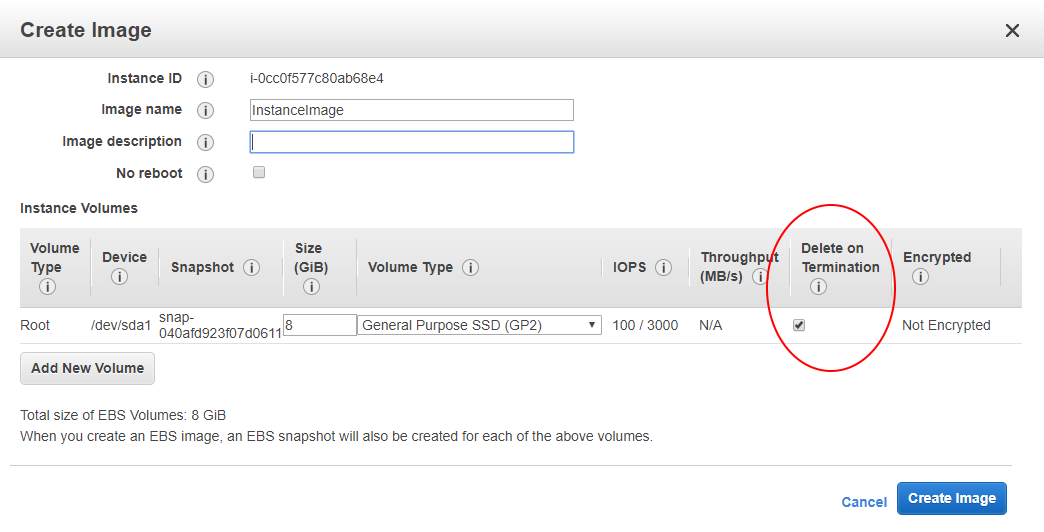 Create Image
Instance ID i-0cc0f577c80ab68e4
Image name InstanceImage
Image description
No reboot
Instance Volumes
Volume Type Device Snapshot Size (GiB) Volume Type IOPS Throughput (MB/s) Delete on Termination Encrypted
Root /dev/sda1 snap-040afd923f07d0611 8 General Purpose SSD (GP2) 100 / 3000 N/A Not Encrypted
Add New Volume
Total size of EBS Volumes: 8 GiB
When you create an EBS image, an EBS snapshot will also be created for each of the above volumes.
Cancel Create Image